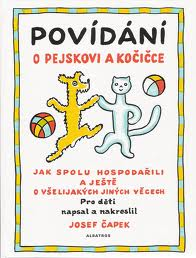 POVÍDÁNÍ
O PEJSKOVI A KOČIČCE
JAK SPOLU HOSPODAŘILI
A JEŠTĚ
O VŠELIJAKÝCH JINÝCH VĚCECH
Pro děti
napsal a nakreslil
JOSEF ČAPEK
ALBATROS